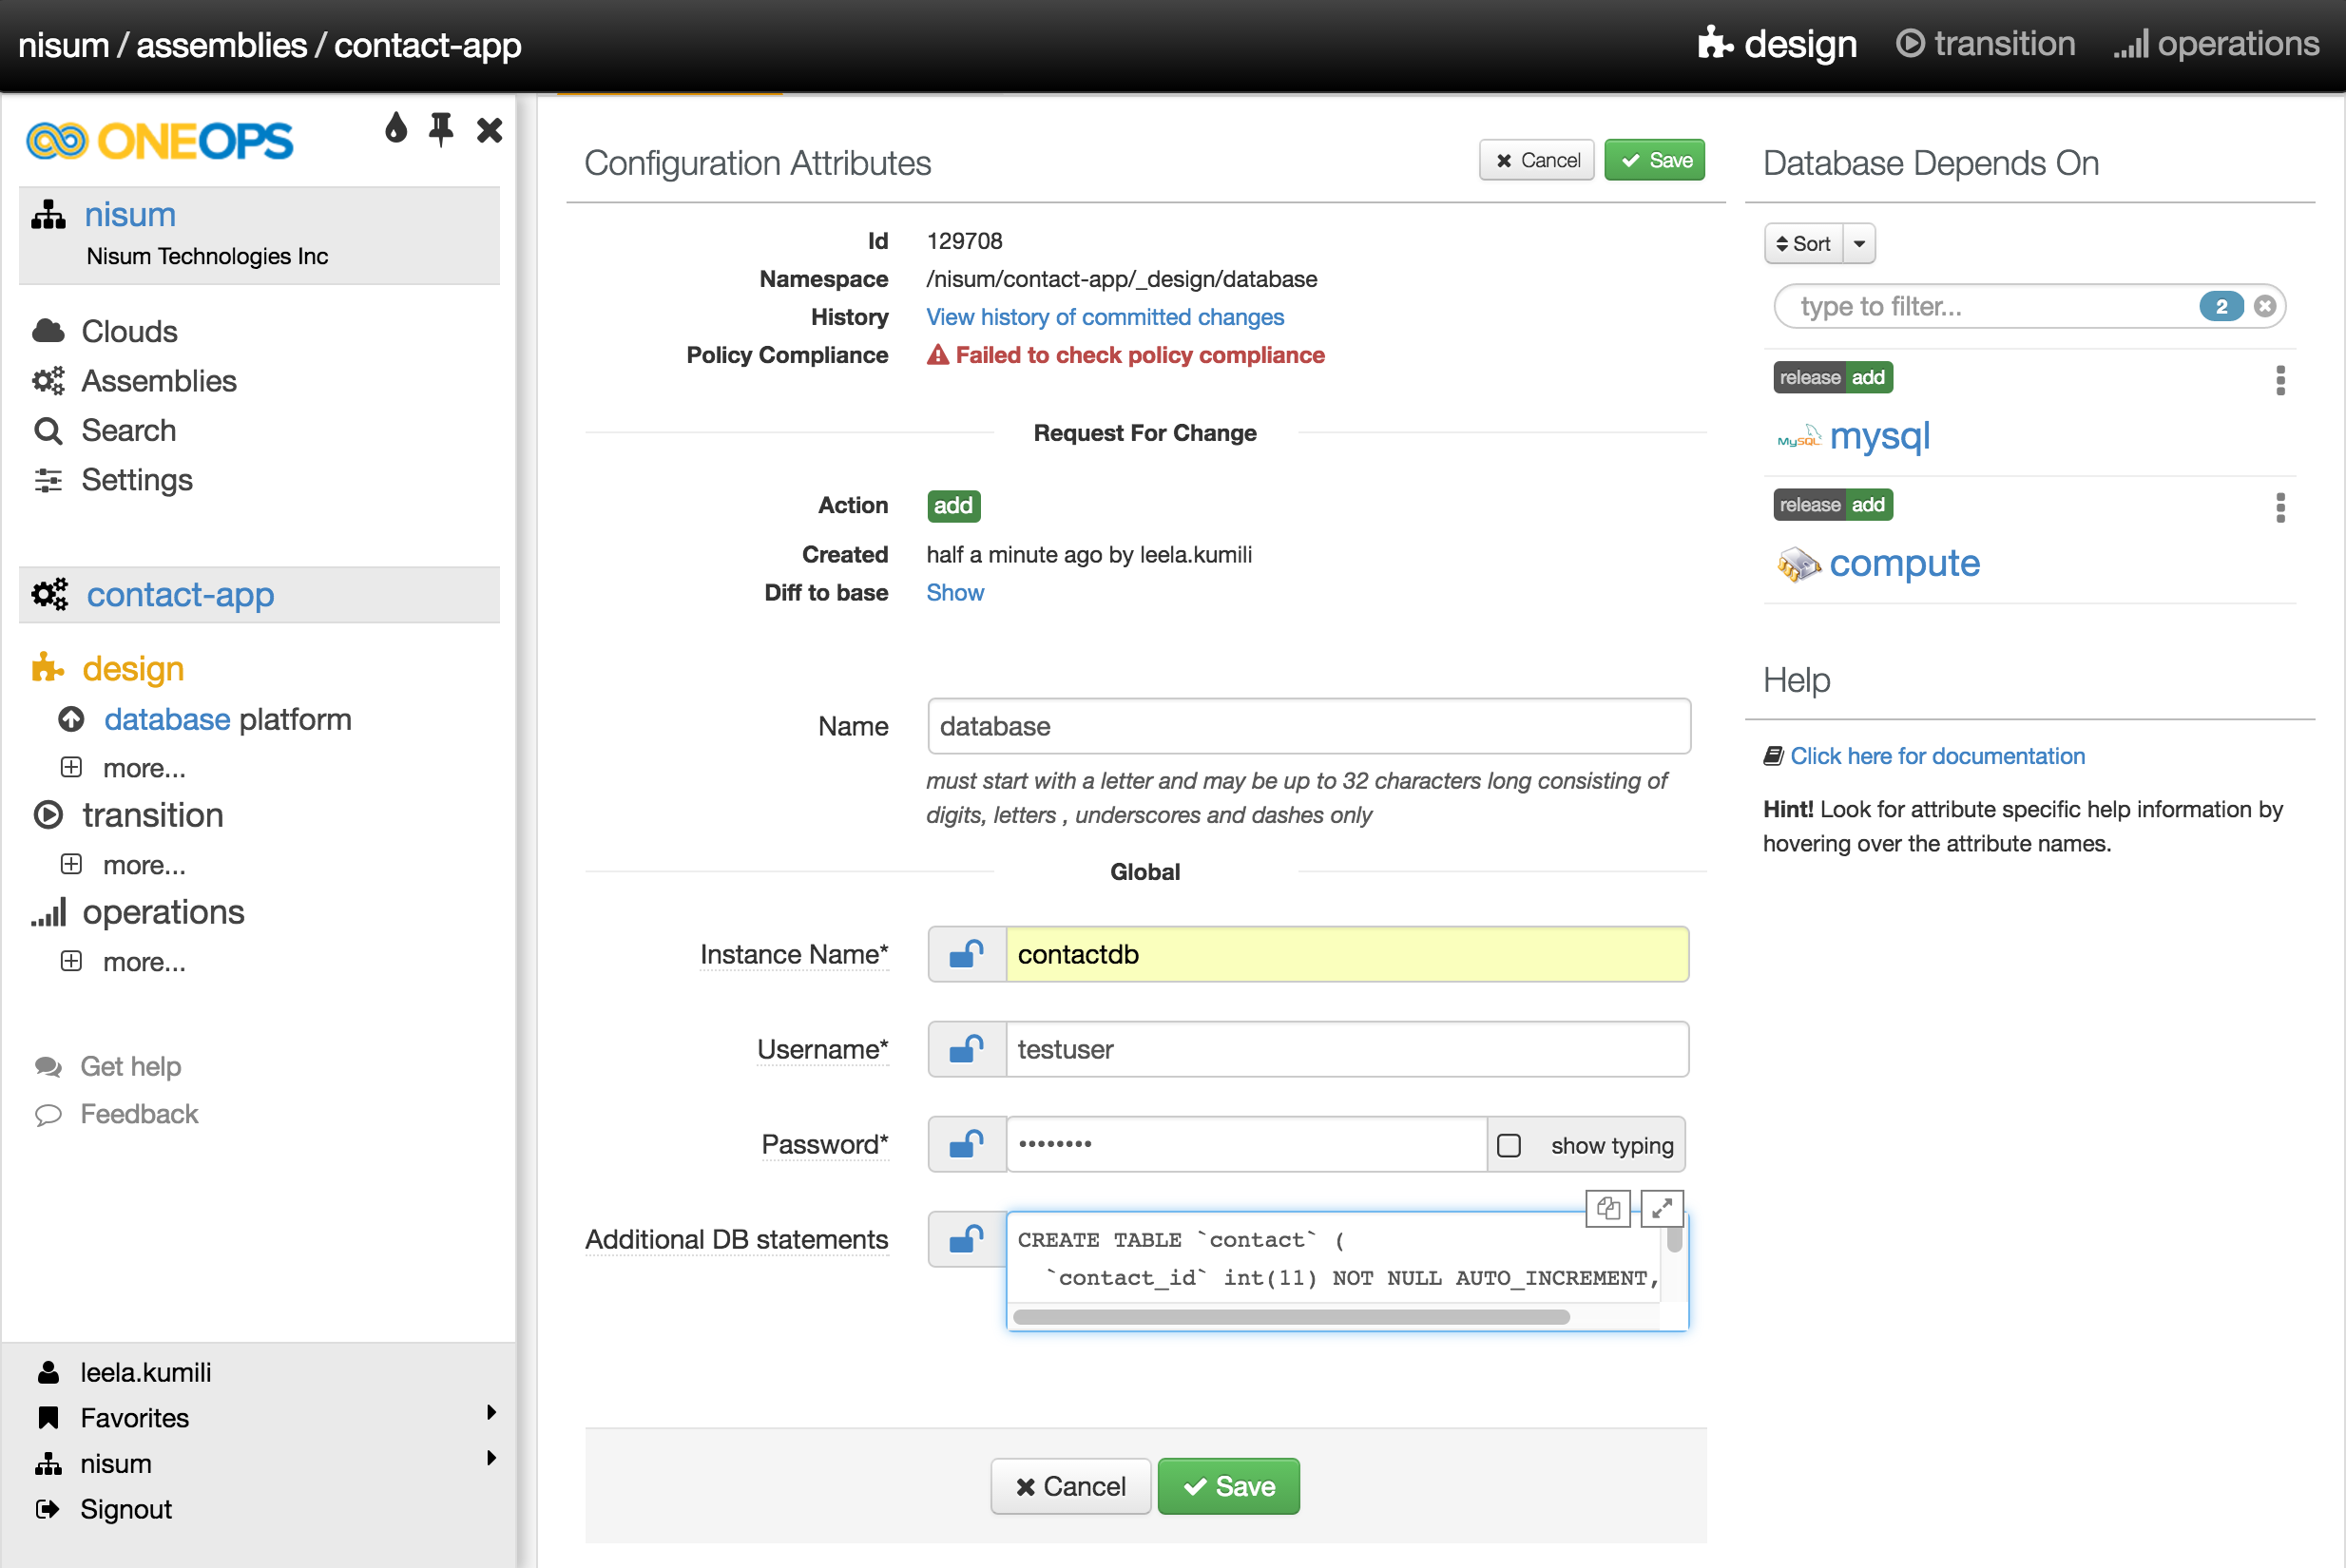 nisum / assemblies / contact-app
design
transition
operations
ONEOPS
nisum
Nisum Technologies Inc
Clouds
Assemblies
Search
Settings
contact-app
design
database platform
more...
transition
more...
operations
more...
Get help
Feedback
leela.kumili
Favorites
nisum
Signout
Configuration Attributes
Cancel
Save
Id 129708
Namespace /nisum/contact-app/_design/database
History View history of committed changes
Policy Compliance Failed to check policy compliance
Request For Change
Action add
Created half a minute ago by leela.kumili
Diff to base Show
Name database
must start with a letter and may be up to 32 characters long consisting of
digits, letters , underscores and dashes only
Global
Instance Name* contactdb
Username* testuser
Password* •••••••• show typing
Additional DB statements CREATE TABLE `contact` (
`contact_id` int(11) NOT NULL AUTO_INCREMENT,
Cancel
Save
Database Depends On
Sort
type to filter... 2
release add
MySQL mysql
release add
compute
Help
Click here for documentation
Hint! Look for attribute specific help information by
hovering over the attribute names.